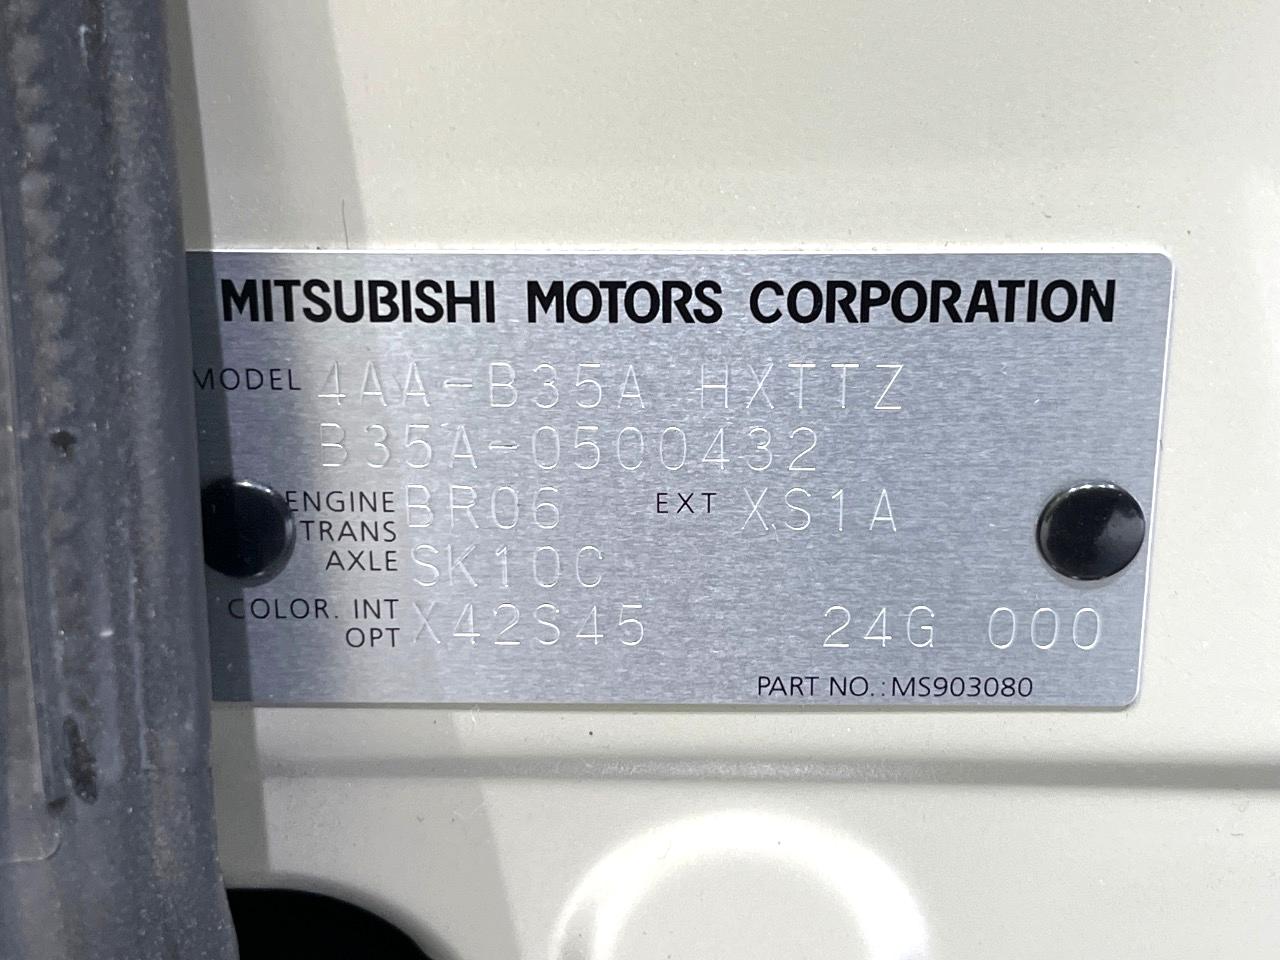 MITSUBISHI MOTORS CORPORATION
MODEL 4AA-B35A HXTTZ
B35A-0500432
ENGINE BR06 EXT XS1A
TRANS
AXLE SK10C
COLOR. INT X42S45 24G 000
OPT
PART NO.: MS903080